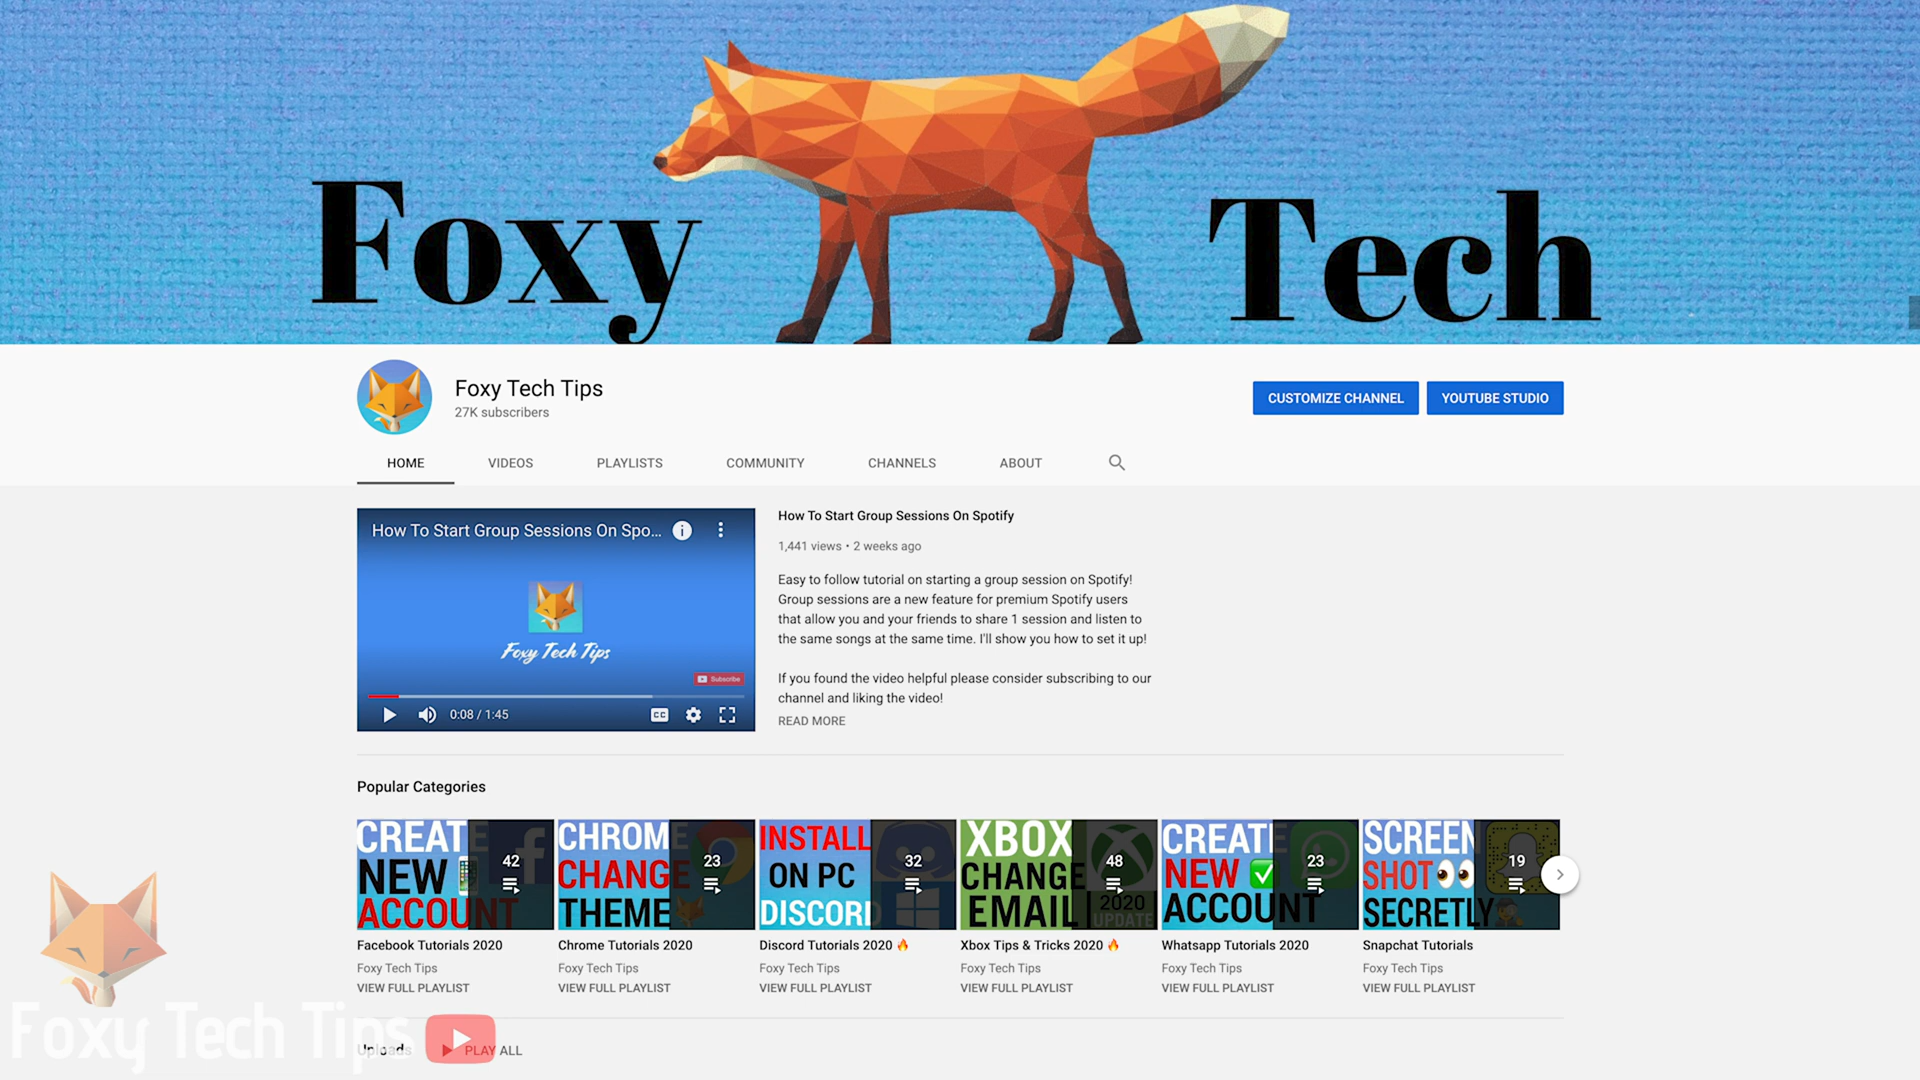 Foxy Tech
Foxy Tech Tips
27K subscribers
CUSTOMIZE CHANNEL
YOUTUBE STUDIO
HOME
VIDEOS
PLAYLISTS
COMMUNITY
CHANNELS
ABOUT
How To Start Group Sessions On Spo...
Foxy Tech Tips
Subscribe
0:08 / 1:45
CC
How To Start Group Sessions On Spotify
1,441 views • 2 weeks ago
Easy to follow tutorial on starting a group session on Spotify!
Group sessions are a new feature for premium Spotify users
that allow you and your friends to share 1 session and listen to
the same songs at the same time. I'll show you how to set it up!
If you found the video helpful please consider subscribing to our
channel and liking the video!
READ MORE
Popular Categories
CREATE
NEW
ACCOUNT
42
Facebook Tutorials 2020
Foxy Tech Tips
VIEW FULL PLAYLIST
CHROME
CHANGE
THEME
23
Chrome Tutorials 2020
Foxy Tech Tips
VIEW FULL PLAYLIST
INSTALL
ON PC
DISCORD
32
Discord Tutorials 2020 🔥
Foxy Tech Tips
VIEW FULL PLAYLIST
XBOX
CHANGE
EMAIL
2020
UPDATE
48
Xbox Tips & Tricks 2020 🔥
Foxy Tech Tips
VIEW FULL PLAYLIST
CREATE
NEW ✅
ACCOUNT
23
Whatsapp Tutorials 2020
Foxy Tech Tips
VIEW FULL PLAYLIST
SCREEN
SHOT 👀
SECRETLY
19
Snapchat Tutorials
Foxy Tech Tips
VIEW FULL PLAYLIST
Uploads
PLAY ALL
Foxy Tech Tips